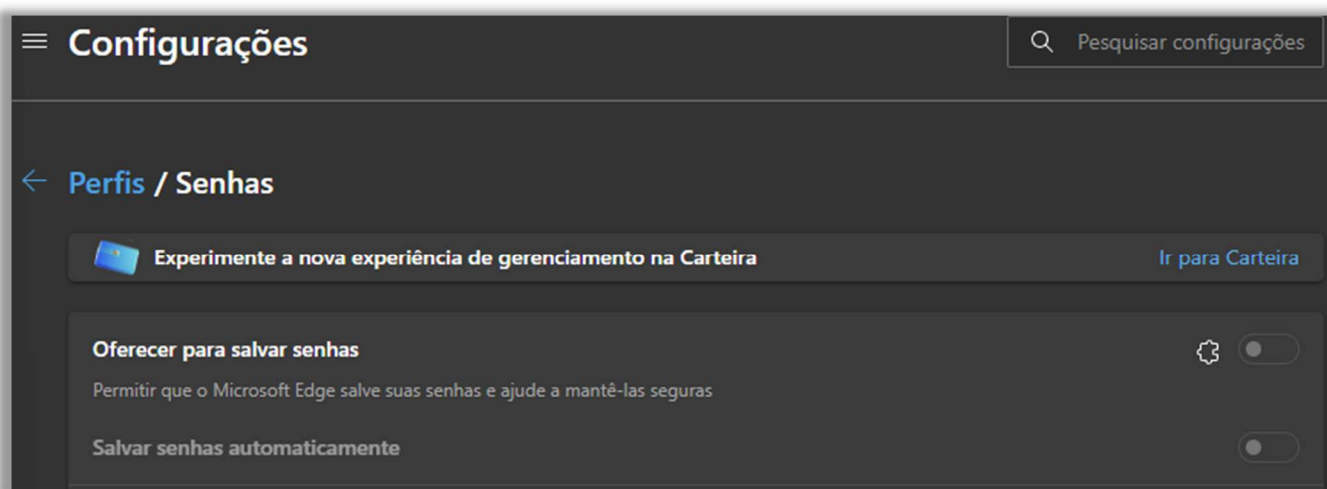 Configurações
Pesquisar configurações
Perfis / Senhas
Experimente a nova experiência de gerenciamento na Carteira
Ir para Carteira
Oferecer para salvar senhas
Permitir que o Microsoft Edge salve suas senhas e ajude a mantê-las seguras
Salvar senhas automaticamente